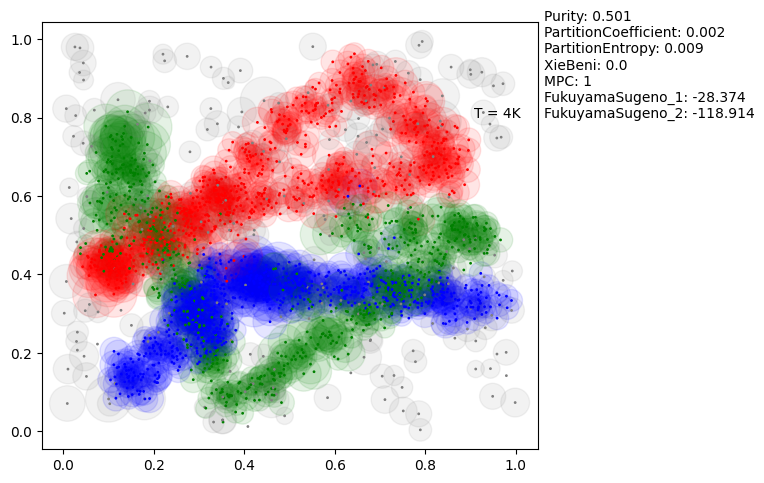 Purity: 0.501
PartitionCoefficient: 0.002
PartitionEntropy: 0.009
XieBeni: 0.0
MPC: 1
FukuyamaSugeno_1: -28.374
FukuyamaSugeno_2: -118.914
T = 4K
1.0
0.8
0.6
0.4
0.2
0.0
0.0 0.2 0.4 0.6 0.8 1.0